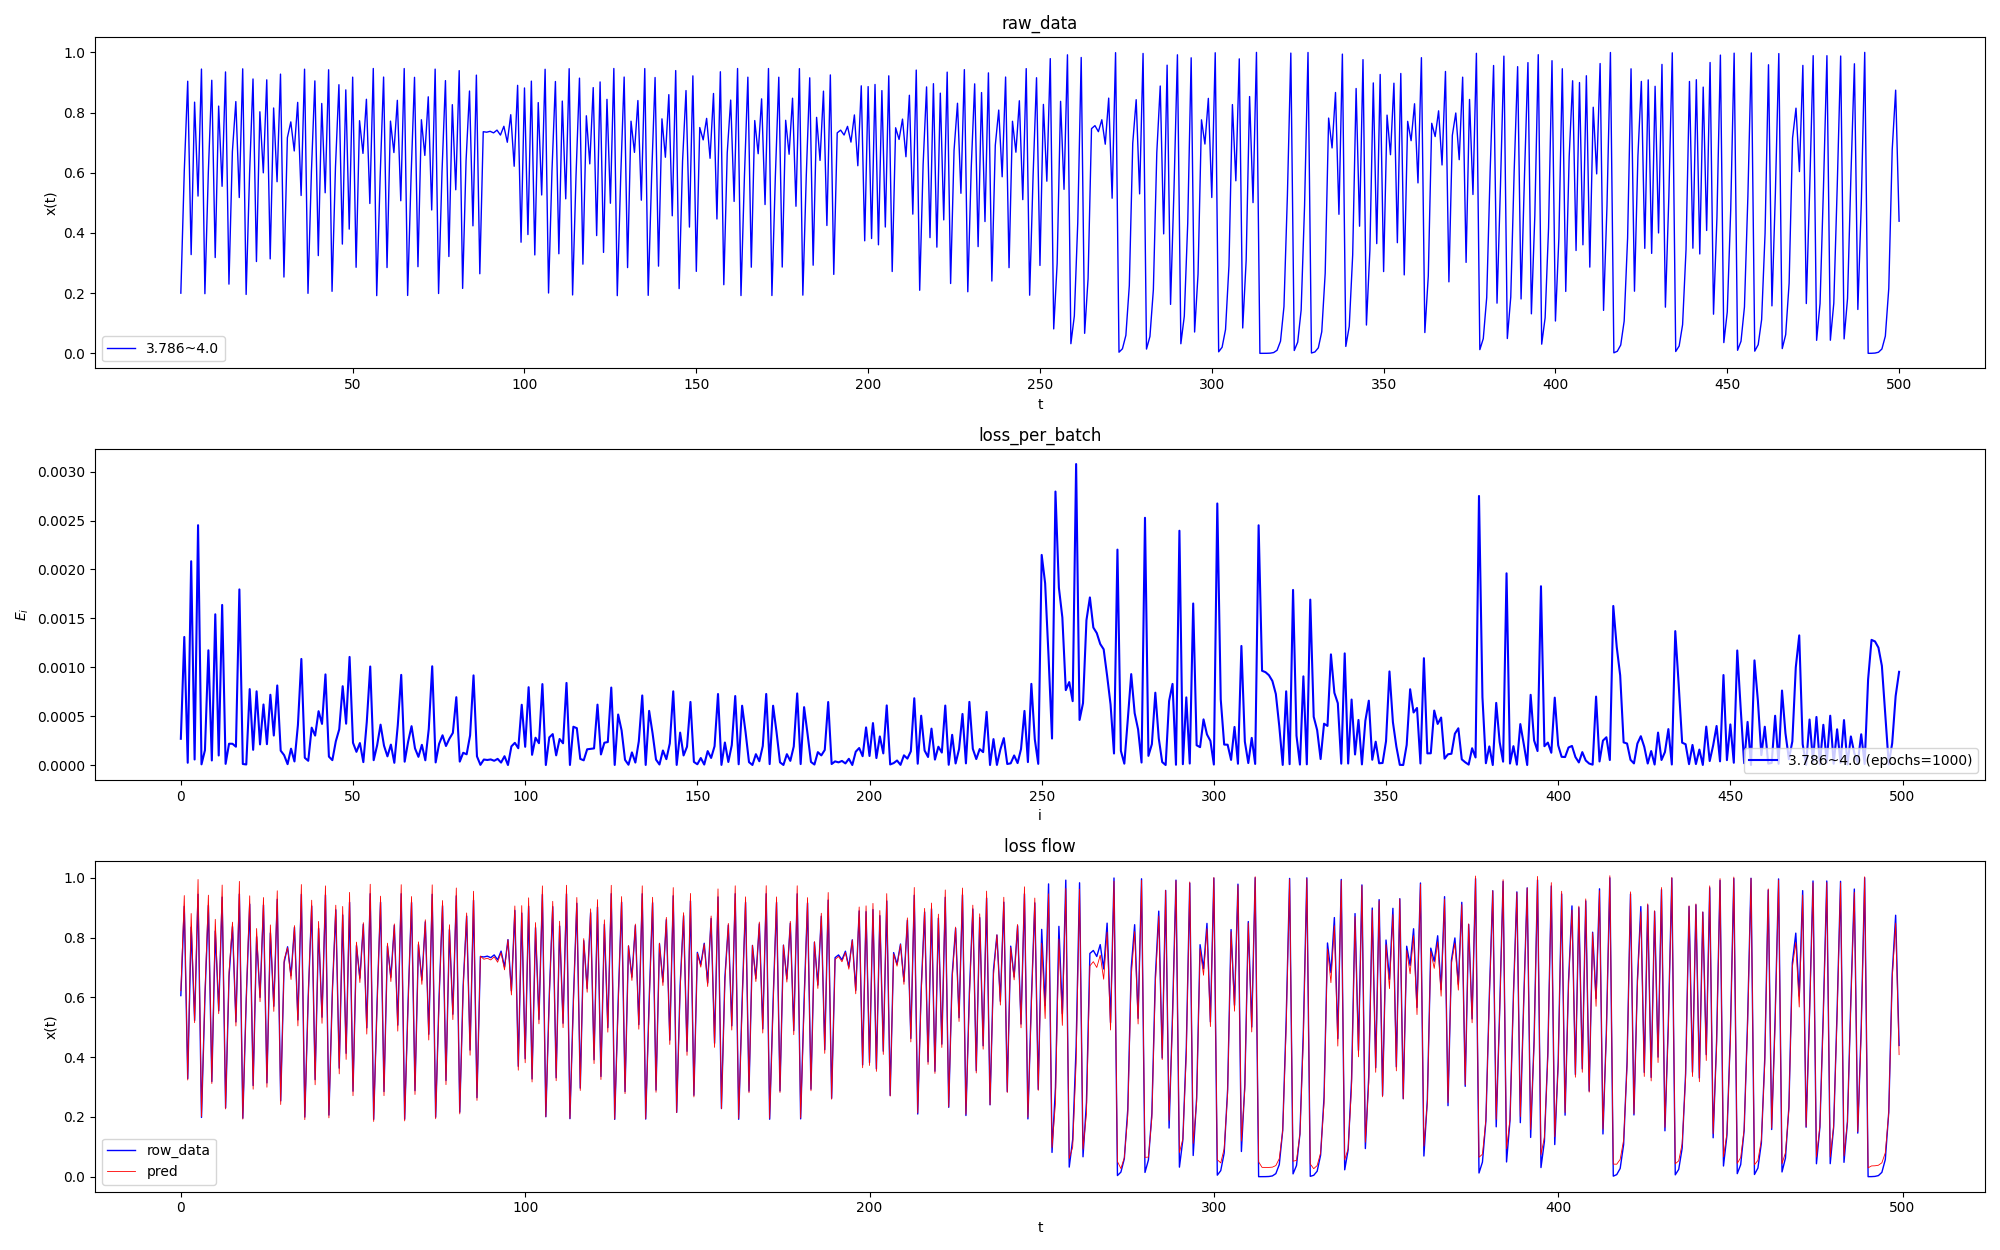 raw_data
1.0
0.8
0.6
0.4
0.2
0.0
x(t)
3.786~4.0
50 100 150 200 250 300 350 400 450 500
t
loss_per_batch
0.0030
0.0025
0.0020
0.0015
0.0010
0.0005
0.0000
E_i
3.786~4.0 (epochs=1000)
0 50 100 150 200 250 300 350 400 450 500
i
loss flow
1.0
0.8
0.6
0.4
0.2
0.0
x(t)
row_data
pred
0 100 200 300 400 500
t